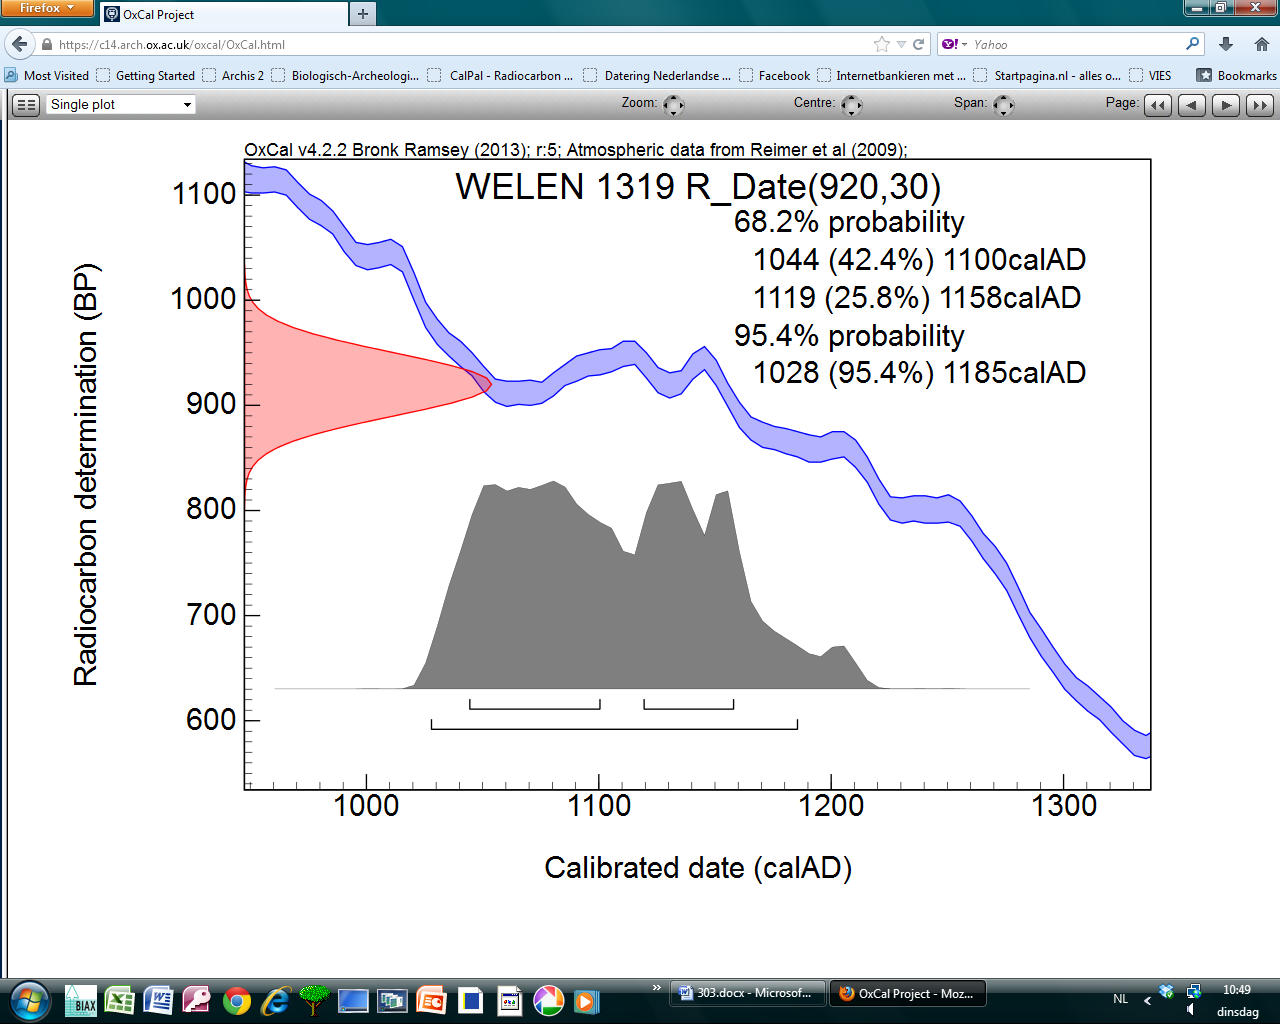 Firefox
OxCal Project
https://c14.arch.ox.ac.uk/oxcal/OxCal.html
Yahoo
Most Visited Getting Started Archis 2 Biologisch-Archeologi... CalPal - Radiocarbon ... Datering Nederlandse ... Facebook Internetbankieren met ... Startpagina.nl - alles o... VIES Bookmarks
Single plot Zoom: Centre: Span: Page:
OxCal v4.2.2 Bronk Ramsey (2013); r:5; Atmospheric data from Reimer et al (2009);
WELEN 1319 R_Date(920,30)
68.2% probability
1044 (42.4%) 1100calAD
1119 (25.8%) 1158calAD
95.4% probability
1028 (95.4%) 1185calAD
Radiocarbon determination (BP)
1100
1000
900
800
700
600
1000 1100 1200 1300
Calibrated date (calAD)
BIAX
303.docx - Microsof...
OxCal Project - Moz...
NL
10:49
dinsdag